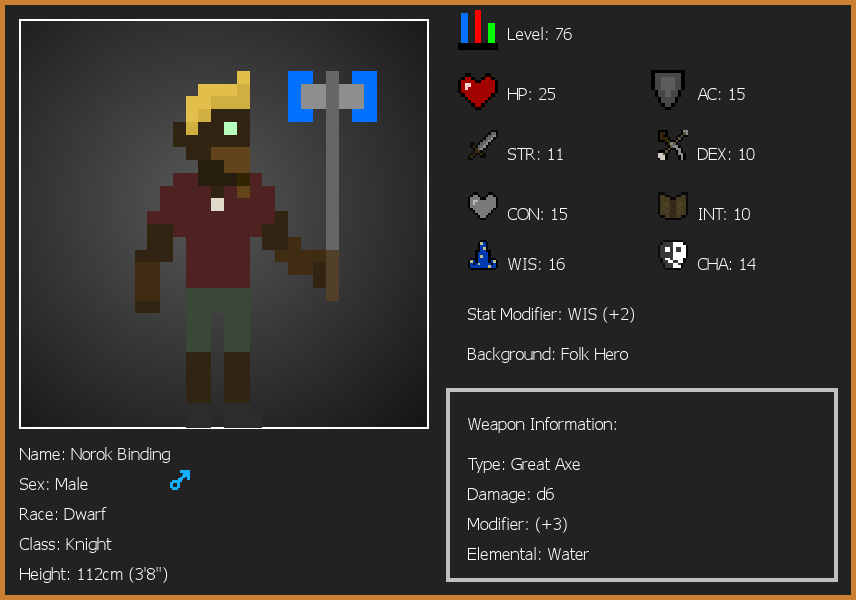 Level: 76
HP: 25
AC: 15
STR: 11
DEX: 10
CON: 15
INT: 10
WIS: 16
CHA: 14
Stat Modifier: WIS (+2)
Background: Folk Hero
Weapon Information:
Type: Great Axe
Damage: d6
Modifier: (+3)
Elemental: Water
Name: Norok Binding
Sex: Male
Race: Dwarf
Class: Knight
Height: 112cm (3'8")